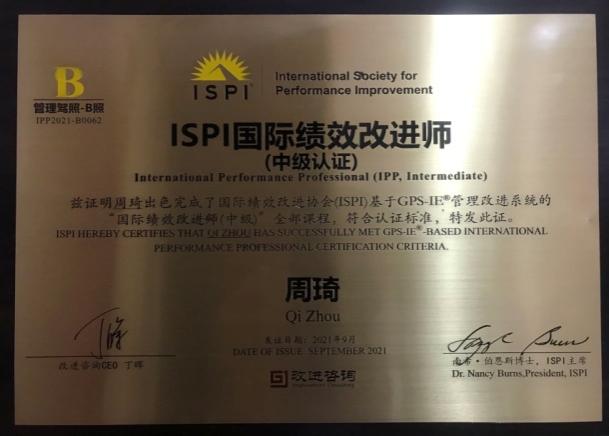 B
管理驾照-B照
IPP2021-B0062
ISPI
International Society for
Performance Improvement
ISPI国际绩效改进师
(中级认证)
International Performance Professional (IPP, Intermediate)
兹证明周琦出色完成了国际绩效改进协会(ISPI)基于GPS-IE®管理改进系统的
“国际绩效改进师(中级)”全部课程，符合认证标准，特发此证。
ISPI HEREBY CERTIFIES THAT QI ZHOU HAS SUCCESSFULLY MET GPS-IE®-BASED INTERNATIONAL
PERFORMANCE PROFESSIONAL CERTIFICATION CRITERIA.
周琦
Qi Zhou
发证日期：2021年9月
DATE OF ISSUE SEPTEMBER 2021
改进咨询CEO 丁晖
南希·伯恩斯博士，ISPI主席
Dr. Nancy Burns,President, ISPI
改进咨询